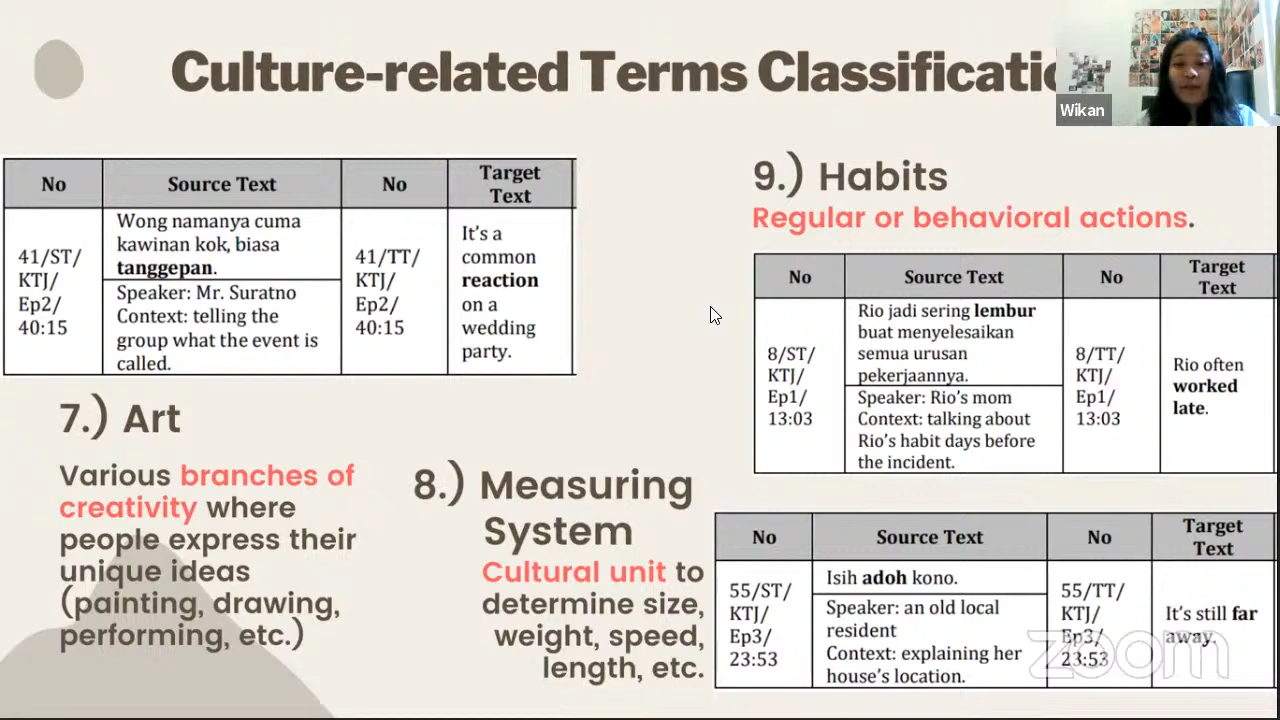 Culture-related Terms Classificatio
Wikan
No
Source Text
No
Target
Text
41/ST/
KTJ/
Ep2/
40:15
Wong namanya cuma
kawinan kok, biasa
tanggepan.
Speaker: Mr. Suratno
Context: telling the
group what the event is
called.
41/TT/
KTJ/
Ep2/
40:15
It's a
common
reaction
on a
wedding
party.
7.) Art
Various branches of
creativity where
people express their
unique ideas
(painting, drawing,
performing, etc.)
8.) Measuring
System
Cultural unit to
determine size,
weight, speed,
length, etc.
9.) Habits
Regular or behavioral actions.
No
Source Text
No
Target
Text
8/ST/
KTJ/
Ep1/
13:03
Rio jadi sering lembur
buat menyelesaikan
semua urusan
pekerjaannya.
Speaker: Rio's mom
Context: talking about
Rio's habit days before
the incident.
8/TT/
KTJ/
Ep1/
13:03
Rio often
worked
late.
No
Source Text
No
Target
Text
55/ST/
KTJ/
Ep3/
23:53
Isih adoh kono.
Speaker: an old local
resident
Context: explaining her
house's location.
55/TT/
KTJ/
Ep3/
23:53
It's still far
away.
zoom